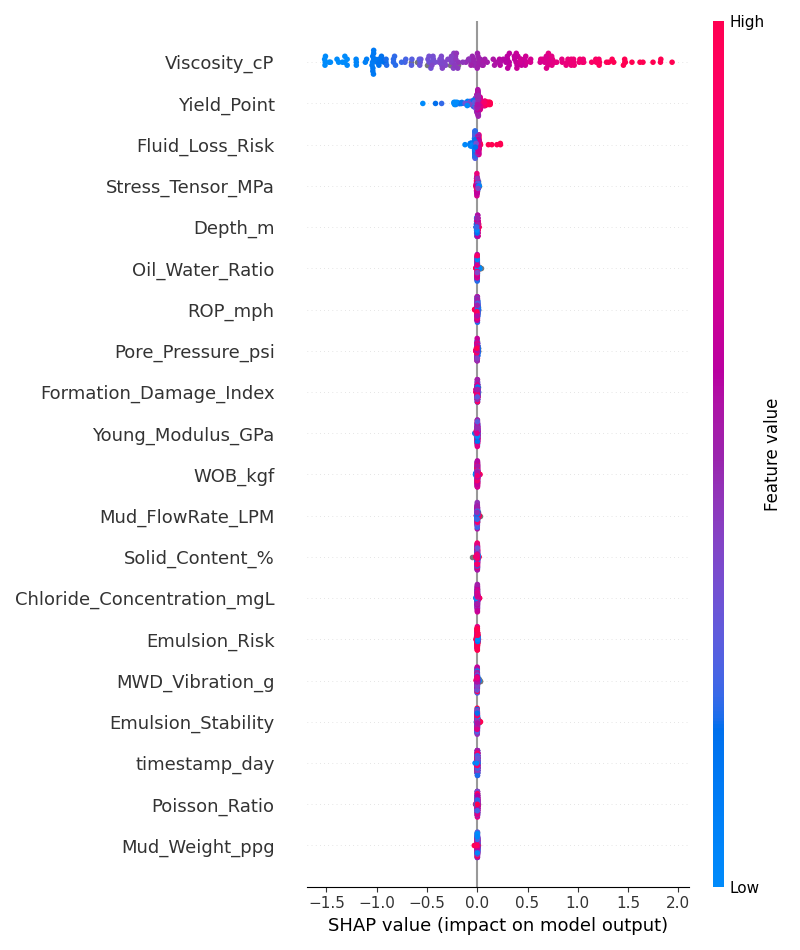 High
Viscosity_cP
Yield_Point
Fluid_Loss_Risk
Stress_Tensor_MPa
Depth_m
Oil_Water_Ratio
ROP_mph
Pore_Pressure_psi
Formation_Damage_Index
Young_Modulus_GPa
WOB_kgf
Mud_FlowRate_LPM
Solid_Content_%
Chloride_Concentration_mgL
Emulsion_Risk
MWD_Vibration_g
Emulsion_Stability
timestamp_day
Poisson_Ratio
Mud_Weight_ppg
Feature value
Low
−1.5 −1.0 −0.5 0.0 0.5 1.0 1.5 2.0
SHAP value (impact on model output)